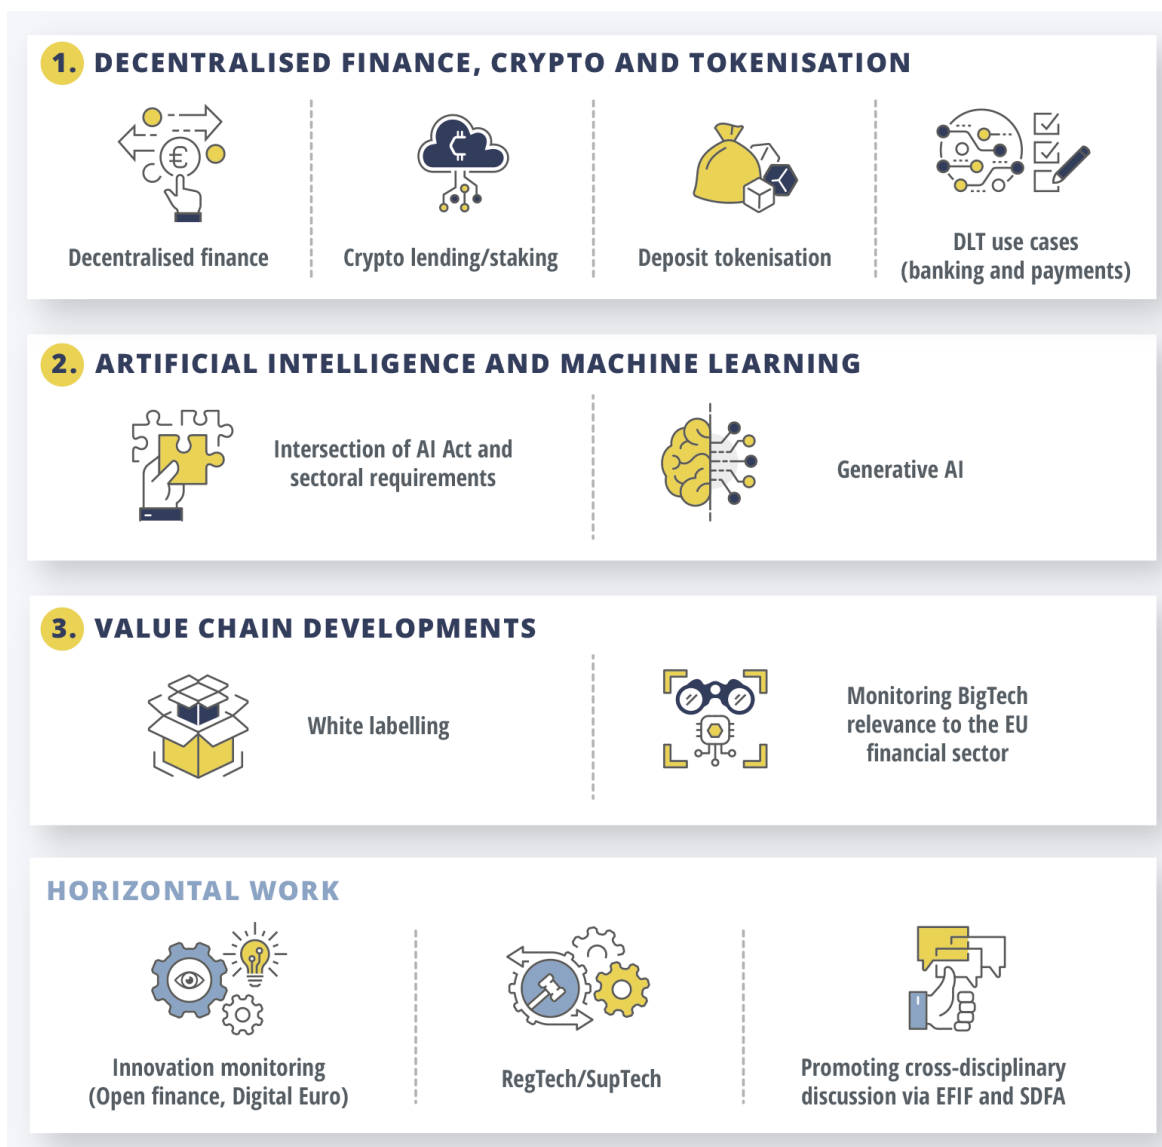 1. DECENTRALISED FINANCE, CRYPTO AND TOKENISATION
€
Decentralised finance
Crypto lending/staking
Deposit tokenisation
DLT use cases
(banking and payments)
2. ARTIFICIAL INTELLIGENCE AND MACHINE LEARNING
Intersection of AI Act and
sectoral requirements
Generative AI
3. VALUE CHAIN DEVELOPMENTS
White labelling
Monitoring BigTech
relevance to the EU
financial sector
HORIZONTAL WORK
Innovation monitoring
(Open finance, Digital Euro)
RegTech/SupTech
Promoting cross-disciplinary
discussion via EFIF and SDFA